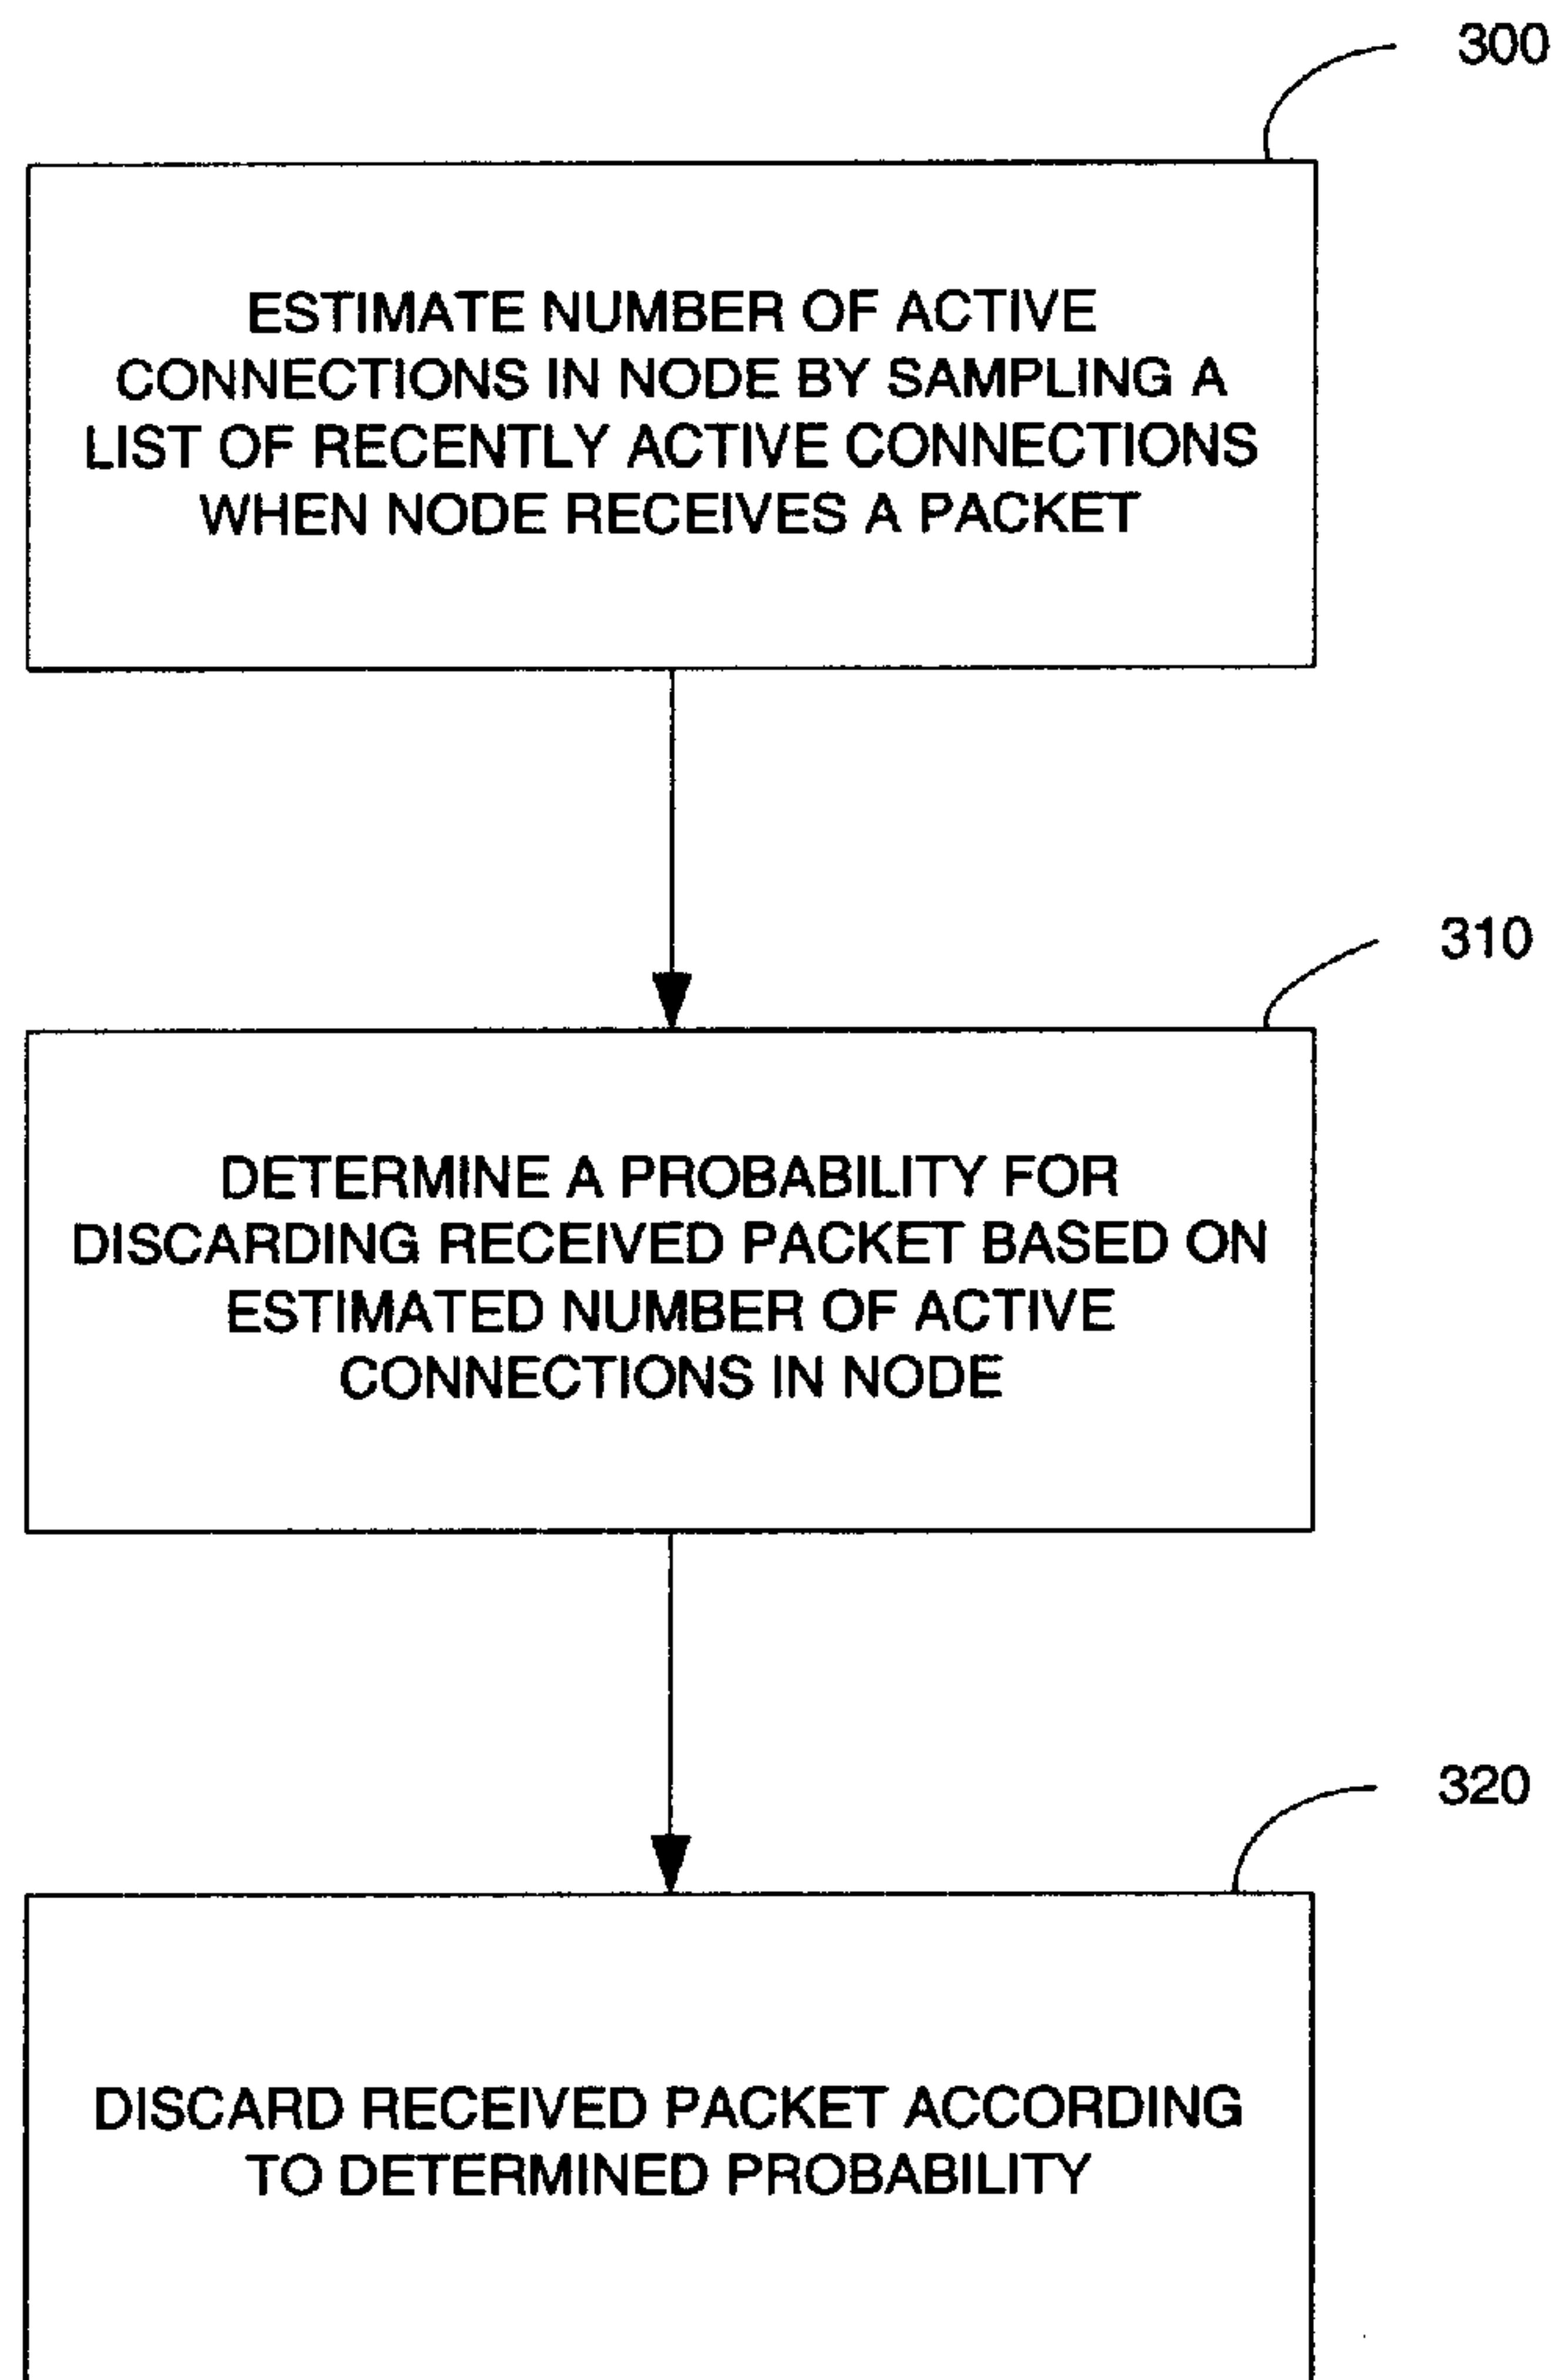 300
ESTIMATE NUMBER OF ACTIVE
CONNECTIONS IN NODE BY SAMPLING A
LIST OF RECENTLY ACTIVE CONNECTIONS
WHEN NODE RECEIVES A PACKET
310
DETERMINE A PROBABILITY FOR
DISCARDING RECEIVED PACKET BASED ON
ESTIMATED NUMBER OF ACTIVE
CONNECTIONS IN NODE
320
DISCARD RECEIVED PACKET ACCORDING
TO DETERMINED PROBABILITY